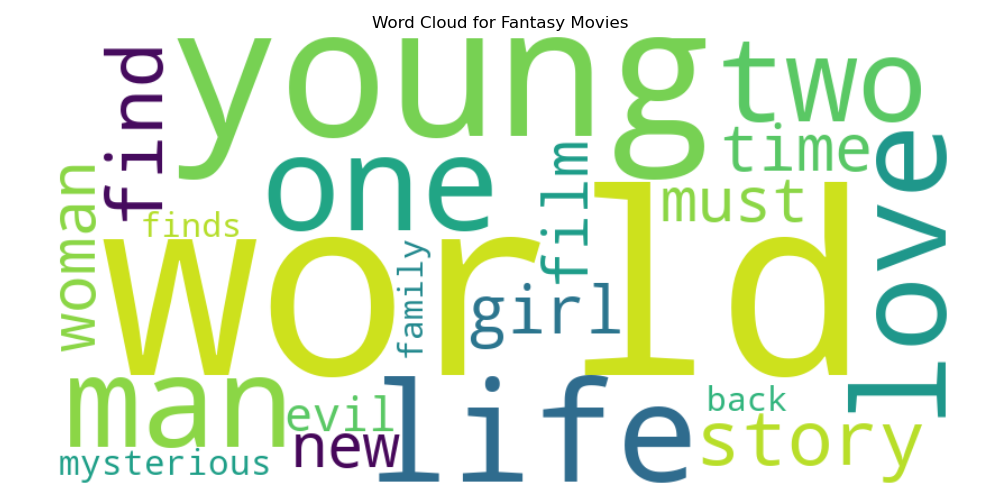 Word Cloud for Fantasy Movies
young
two
find
time
love
one
film
must
woman
finds
world
family
girl
man
life
evil
back
new
story
mysterious